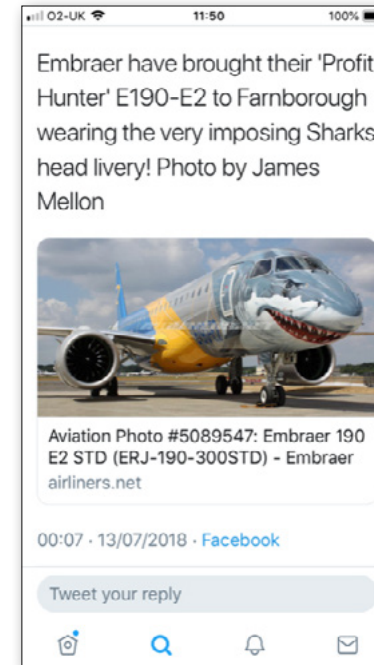 O2-UK 11:50 100%
Embraer have brought their 'Profit
Hunter' E190-E2 to Farnborough
wearing the very imposing Sharks
head livery! Photo by James
Mellon
Aviation Photo #5089547: Embraer 190
E2 STD (ERJ-190-300STD) - Embraer
airliners.net
00:07 · 13/07/2018 · Facebook
Tweet your reply